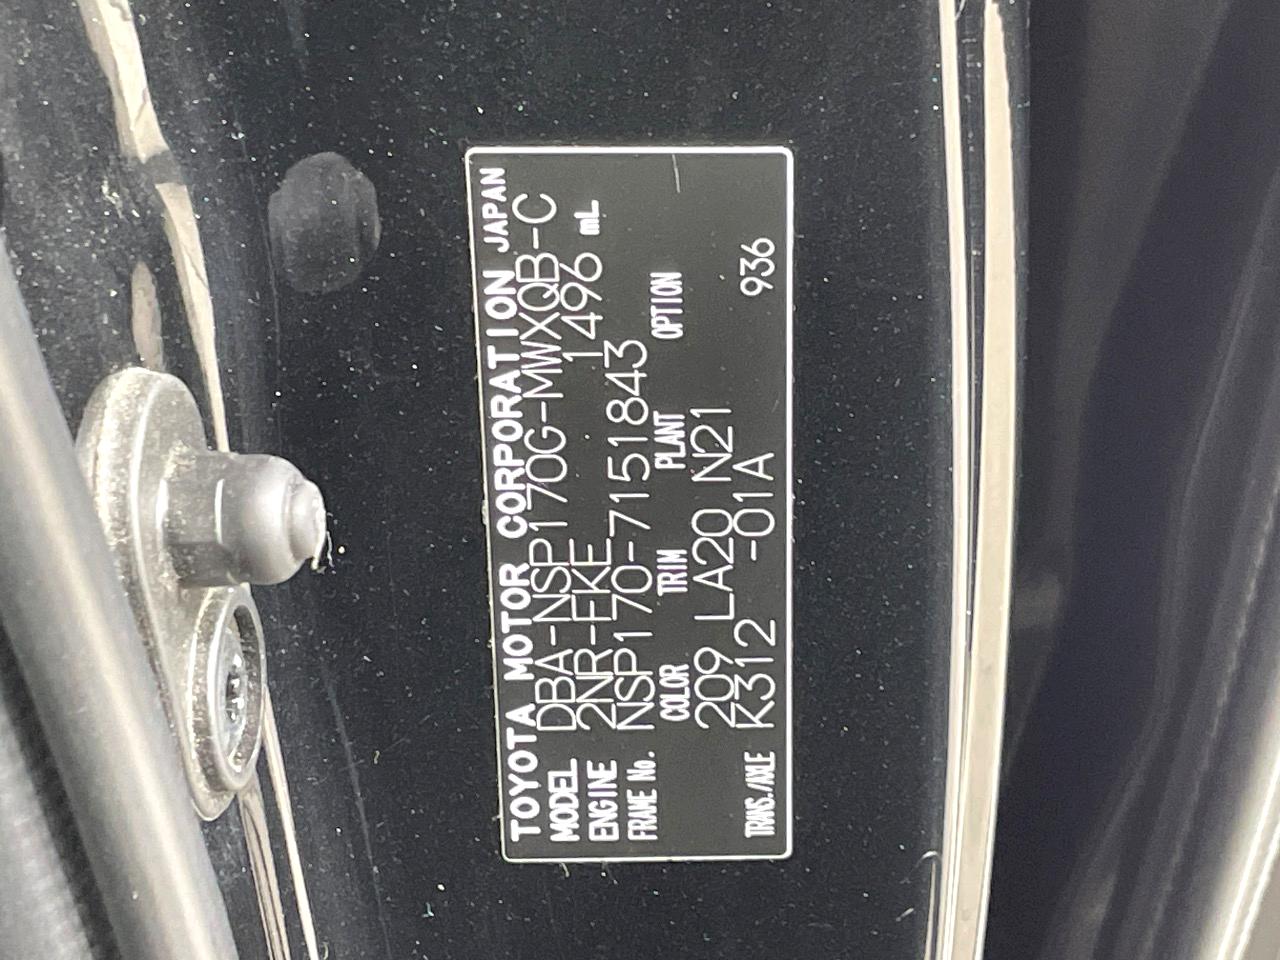 TOYOTA MOTOR CORPORATION JAPAN
MODEL DBA-NSP170G-MWXQB-C
ENGINE 2NR-FKE 1496 mL
FRAME No. NSP170-7151843
COLOR TRIM PLANT OPTION
209 LA20 N21
TRANS./AXLE K312 -01A 936